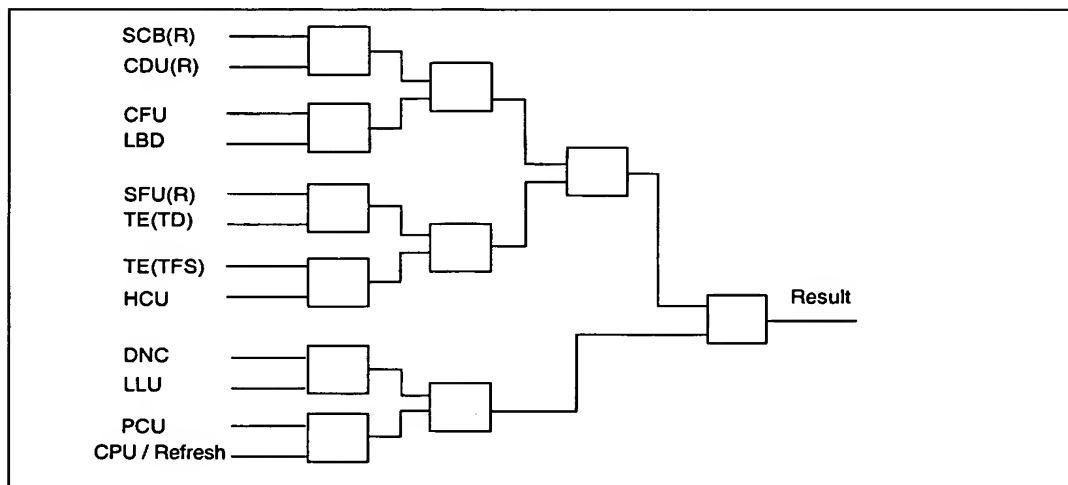 SCB(R)
CDU(R)
CFU
LBD
SFU(R)
TE(TD)
TE(TFS)
HCU
Result
DNC
LLU
PCU
CPU / Refresh